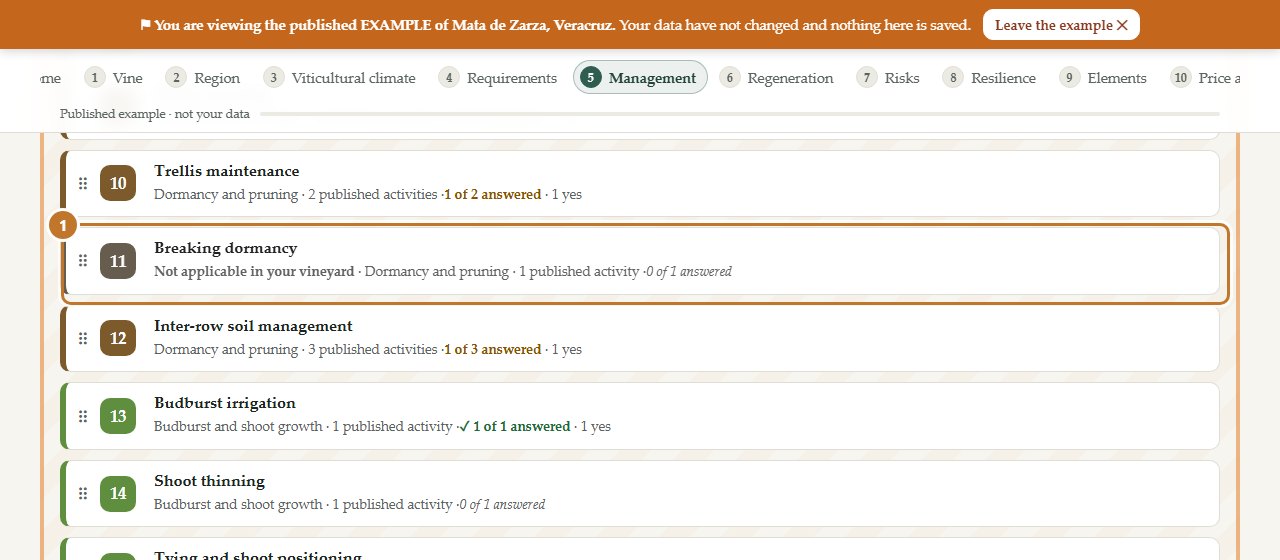 ⚑ You are viewing the published EXAMPLE of Mata de Zarza, Veracruz. Your data have not changed and nothing here is saved. Leave the example ✕
me 1 Vine 2 Region 3 Viticultural climate 4 Requirements 5 Management 6 Regeneration 7 Risks 8 Resilience 9 Elements 10 Price a
Published example · not your data
10 Trellis maintenance
Dormancy and pruning · 2 published activities · 1 of 2 answered · 1 yes
1
11 Breaking dormancy
Not applicable in your vineyard · Dormancy and pruning · 1 published activity · 0 of 1 answered
12 Inter-row soil management
Dormancy and pruning · 3 published activities · 1 of 3 answered · 1 yes
13 Budburst irrigation
Budburst and shoot growth · 1 published activity · ✓ 1 of 1 answered · 1 yes
14 Shoot thinning
Budburst and shoot growth · 1 published activity · 0 of 1 answered
Tying and shoot positioning